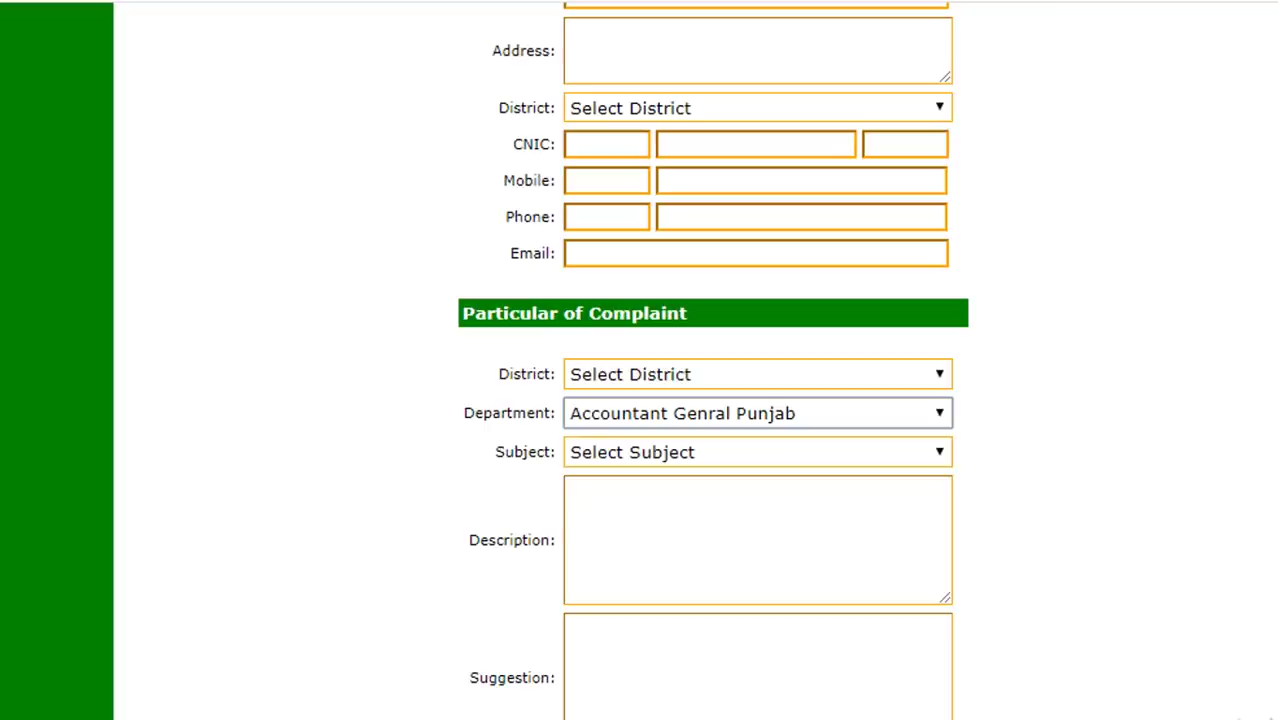 Address:
District: Select District
CNIC:
Mobile:
Phone:
Email:
Particular of Complaint
District: Select District
Department: Accountant Genral Punjab
Subject: Select Subject
Description:
Suggestion: